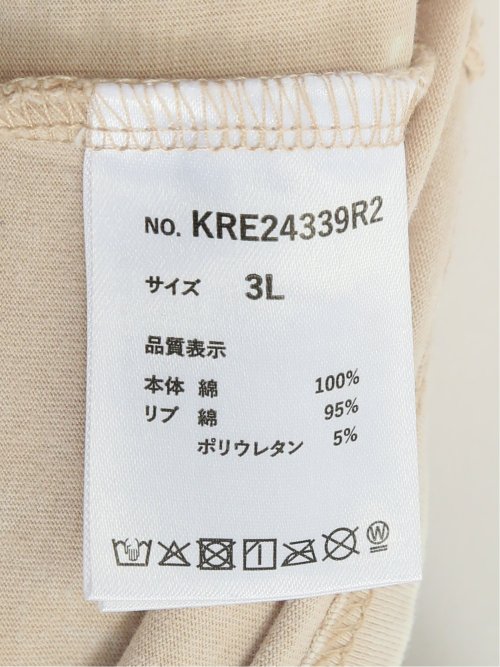 NO. KRE24339R2
サイズ 3L
品質表示
本体 綿 100%
リブ 綿 95%
ポリウレタン 5%
W